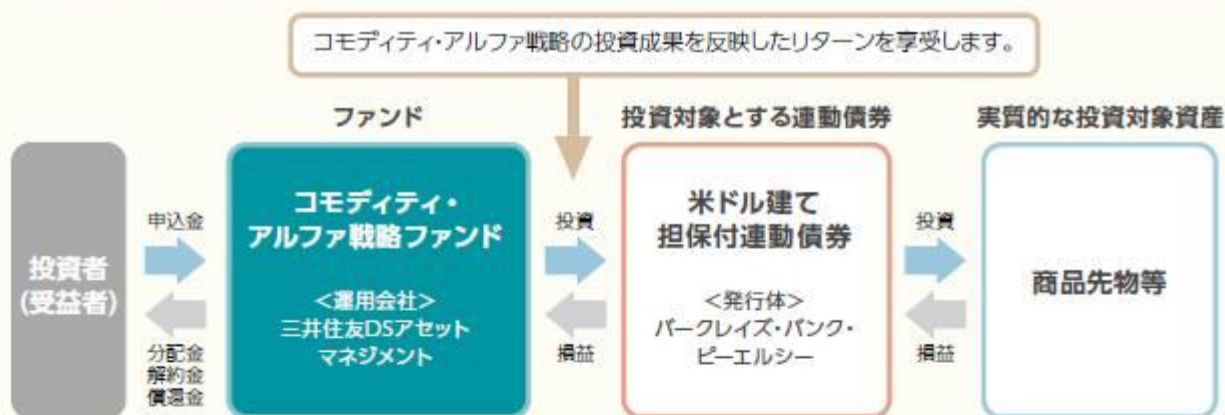 コモディティ・アルファ戦略の投資成果を反映したリターンを享受します。
ファンド
投資対象とする連動債券
実質的な投資対象資産
投資者
(受益者)
申込金
分配金
解約金
償還金
コモディティ・
アルファ戦略ファンド
<運用会社>
三井住友DSアセット
マネジメント
投資
損益
米ドル建て
担保付連動債券
<発行体>
バークレイズ・バンク・
ピーエルシー
投資
損益
商品先物等